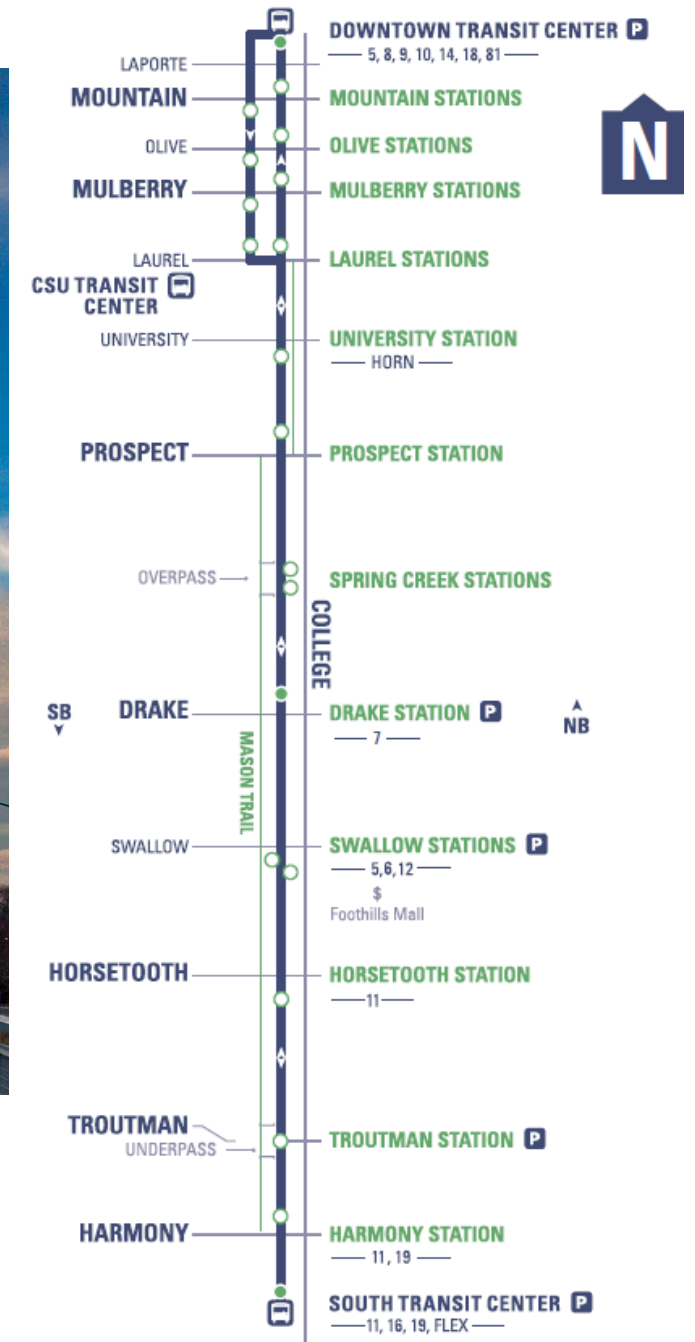 DOWNTOWN TRANSIT CENTER P
5, 8, 9, 10, 14, 18, 81
LAPORTE
MOUNTAIN
MOUNTAIN STATIONS
N
OLIVE
OLIVE STATIONS
MULBERRY
MULBERRY STATIONS
LAUREL
LAUREL STATIONS
CSU TRANSIT
CENTER
UNIVERSITY
UNIVERSITY STATION
HORN
PROSPECT
PROSPECT STATION
OVERPASS
SPRING CREEK STATIONS
COLLEGE
SB
DRAKE
DRAKE STATION P
NB
7
MASON TRAIL
SWALLOW
SWALLOW STATIONS P
5,6,12
$
Foothills Mall
HORSETOOTH
HORSETOOTH STATION
11
TROUTMAN
UNDERPASS
TROUTMAN STATION P
HARMONY
HARMONY STATION
11, 19
SOUTH TRANSIT CENTER P
11, 16, 19, FLEX